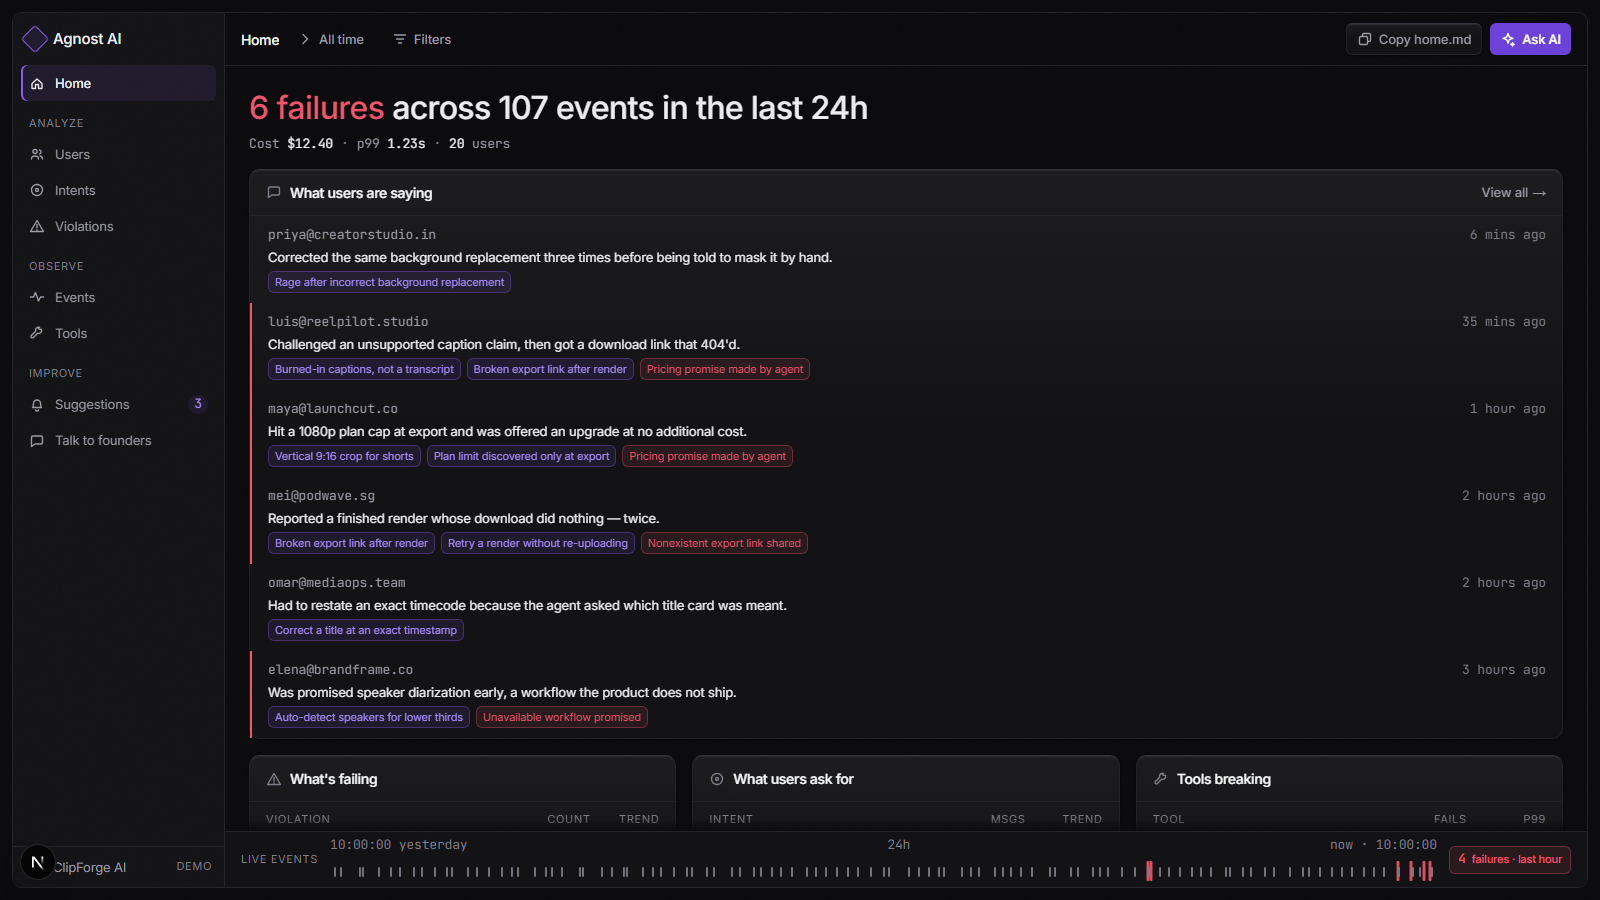 Agnost AI
Home
ANALYZE
Users
Intents
Violations
OBSERVE
Events
Tools
IMPROVE
Suggestions 3
Talk to founders
N ClipForge AI DEMO
Home All time Filters
Copy home.md Ask AI
6 failures across 107 events in the last 24h
Cost $12.40 · p99 1.23s · 20 users
What users are saying View all →
priya@creatorstudio.in 6 mins ago
Corrected the same background replacement three times before being told to mask it by hand.
Rage after incorrect background replacement
luis@reelpilot.studio 35 mins ago
Challenged an unsupported caption claim, then got a download link that 404'd.
Burned-in captions, not a transcript Broken export link after render Pricing promise made by agent
maya@launchcut.co 1 hour ago
Hit a 1080p plan cap at export and was offered an upgrade at no additional cost.
Vertical 9:16 crop for shorts Plan limit discovered only at export Pricing promise made by agent
mei@podwave.sg 2 hours ago
Reported a finished render whose download did nothing — twice.
Broken export link after render Retry a render without re-uploading Nonexistent export link shared
omar@mediaops.team 2 hours ago
Had to restate an exact timecode because the agent asked which title card was meant.
Correct a title at an exact timestamp
elena@brandframe.co 3 hours ago
Was promised speaker diarization early, a workflow the product does not ship.
Auto-detect speakers for lower thirds Unavailable workflow promised
What's failing
VIOLATION COUNT TREND
What users ask for
INTENT MSGS TREND
Tools breaking
TOOL FAILS P99
LIVE EVENTS
10:00:00 yesterday 24h now · 10:00:00
4 failures · last hour